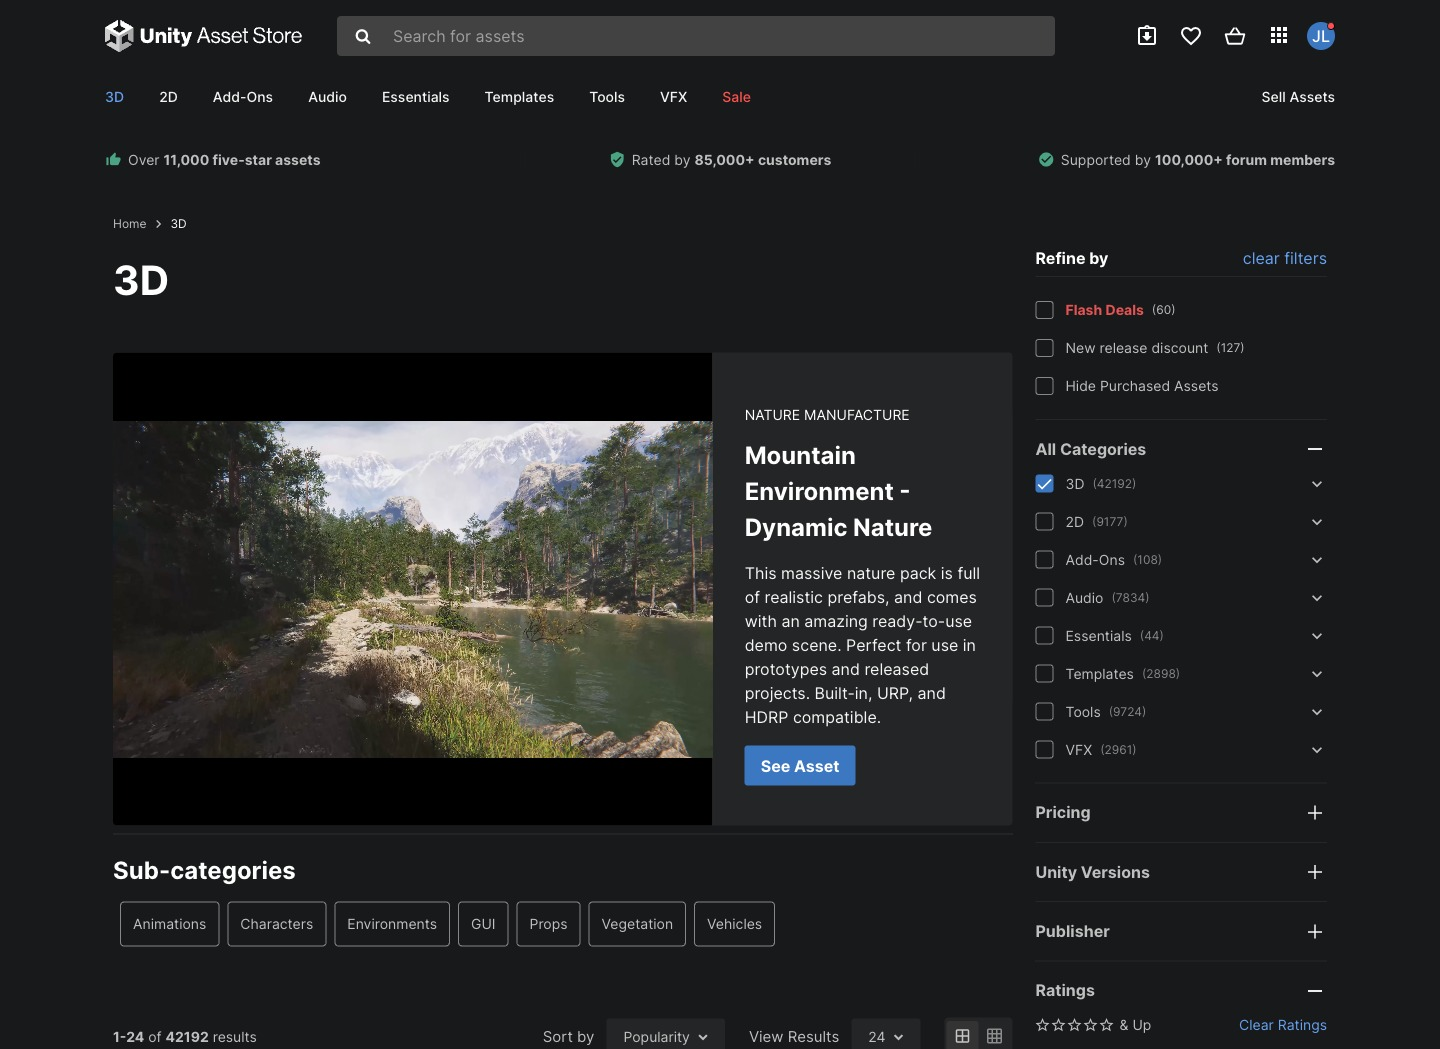 Unity Asset Store
Search for assets
JL
3D
2D
Add-Ons
Audio
Essentials
Templates
Tools
VFX
Sale
Sell Assets
Over 11,000 five-star assets
Rated by 85,000+ customers
Supported by 100,000+ forum members
Home
3D
3D
NATURE MANUFACTURE
Mountain
Environment -
Dynamic Nature
This massive nature pack is full
of realistic prefabs, and comes
with an amazing ready-to-use
demo scene. Perfect for use in
prototypes and released
projects. Built-in, URP, and
HDRP compatible.
See Asset
Sub-categories
Animations
Characters
Environments
GUI
Props
Vegetation
Vehicles
1-24 of 42192 results
Sort by
Popularity
View Results
24
Refine by
clear filters
Flash Deals (60)
New release discount (127)
Hide Purchased Assets
All Categories
3D (42192)
2D (9177)
Add-Ons (108)
Audio (7834)
Essentials (44)
Templates (2898)
Tools (9724)
VFX (2961)
Pricing
Unity Versions
Publisher
Ratings
& Up
Clear Ratings